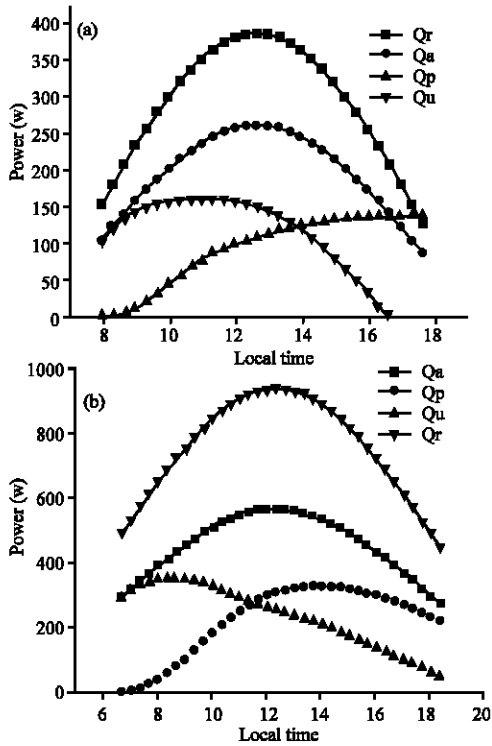 (a)
Qr
Qa
Qp
Qu
Power (w)
400
350
300
250
200
150
100
50
0
6 8 10 12 14 16 18
Local time
(b)
Qa
Qp
Qu
Qr
Power (w)
1000
800
600
400
200
0
6 8 10 12 14 16 18 20
Local time